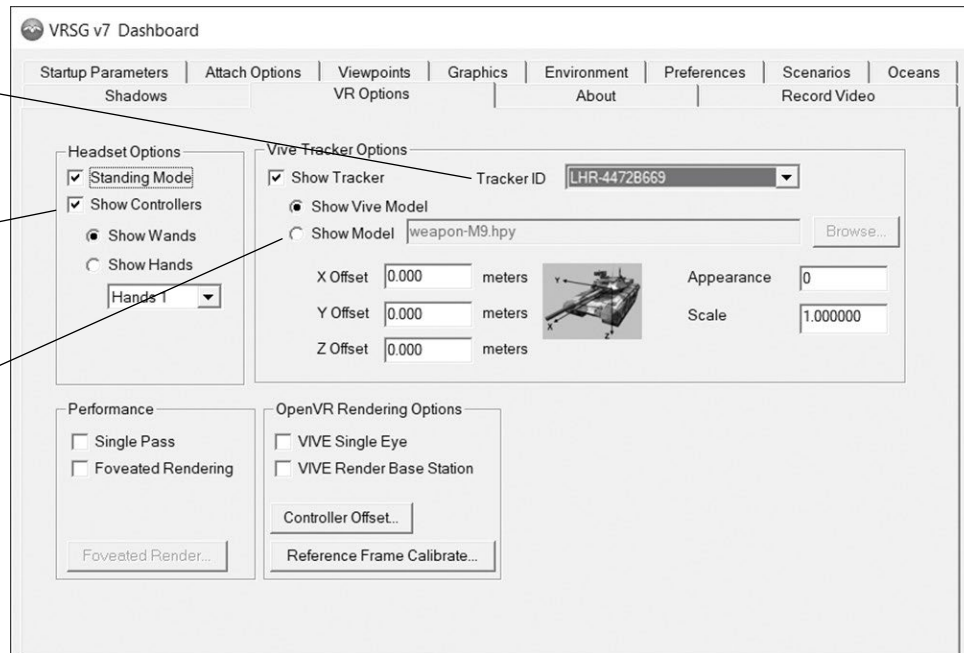 VRSG v7 Dashboard
Startup Parameters Attach Options Viewpoints Graphics Environment Preferences Scenarios Oceans
Shadows VR Options About Record Video
Headset Options
Standing Mode
Show Controllers
Show Wands
Show Hands
Hands 1
Vive Tracker Options
Show Tracker Tracker ID LHR-4472B669
Show Vive Model
Show Model weapon-M9.hpy Browse...
X Offset 0.000 meters
Y Offset 0.000 meters
Z Offset 0.000 meters
Y
X
Z
Appearance 0
Scale 1.000000
Performance
Single Pass
Foveated Rendering
Foveated Render...
OpenVR Rendering Options
VIVE Single Eye
VIVE Render Base Station
Controller Offset...
Reference Frame Calibrate...